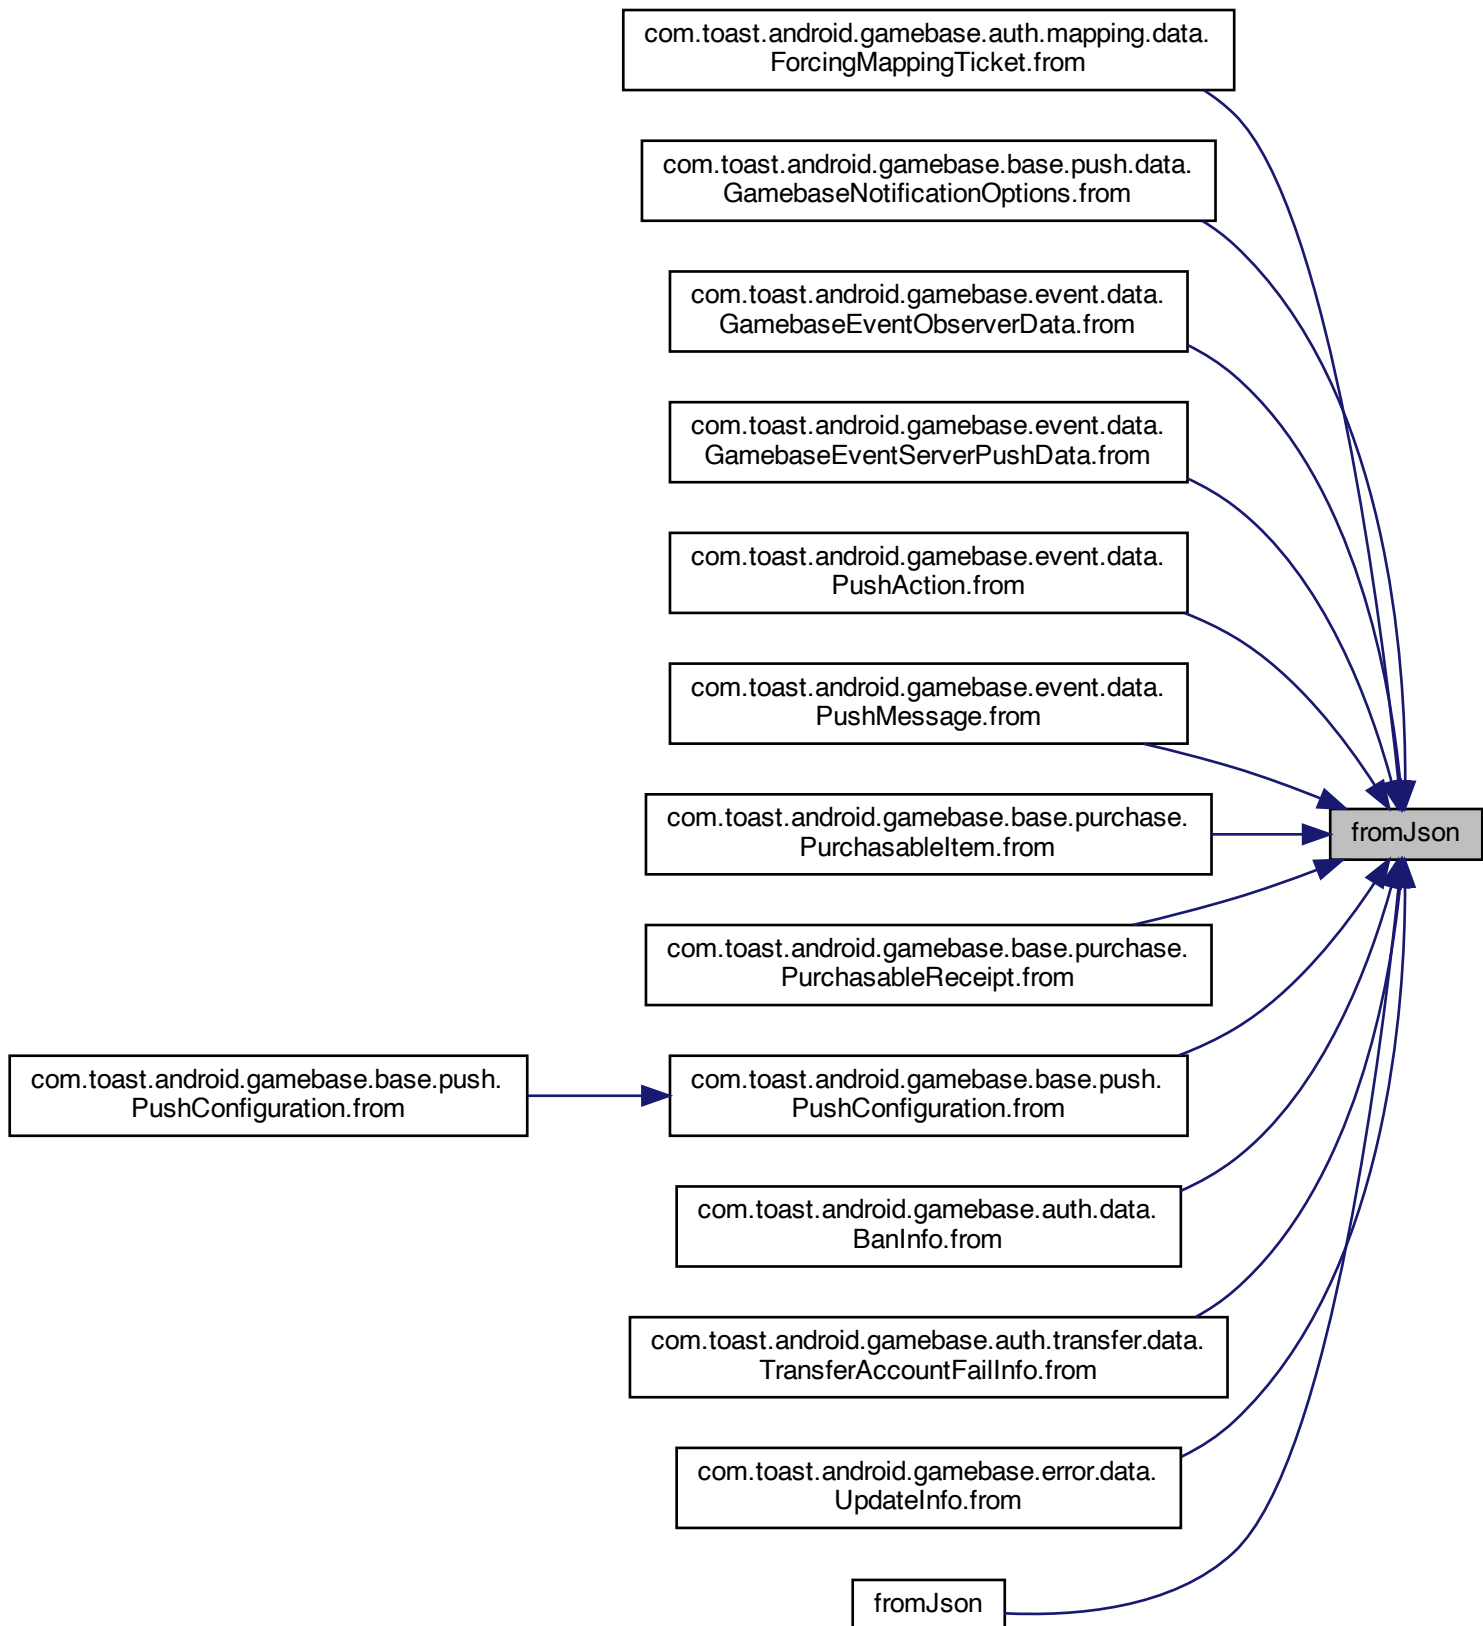 com.toast.android.gamebase.auth.mapping.data.
ForcingMappingTicket.from
com.toast.android.gamebase.base.push.data.
GamebaseNotificationOptions.from
com.toast.android.gamebase.event.data.
GamebaseEventObserverData.from
com.toast.android.gamebase.event.data.
GamebaseEventServerPushData.from
com.toast.android.gamebase.event.data.
PushAction.from
com.toast.android.gamebase.event.data.
PushMessage.from
com.toast.android.gamebase.base.purchase.
PurchasableItem.from
fromJson
com.toast.android.gamebase.base.purchase.
PurchasableReceipt.from
com.toast.android.gamebase.base.push.
PushConfiguration.from
com.toast.android.gamebase.base.push.
PushConfiguration.from
com.toast.android.gamebase.auth.data.
BanInfo.from
com.toast.android.gamebase.auth.transfer.data.
TransferAccountFailInfo.from
com.toast.android.gamebase.error.data.
UpdateInfo.from
fromJson